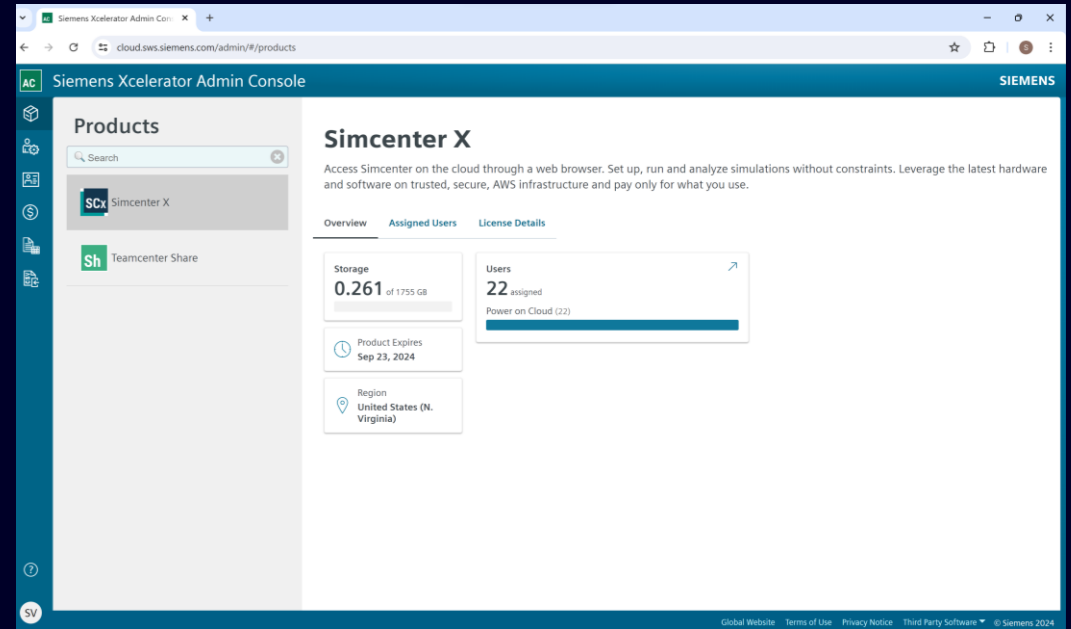 AC Siemens Xcelerator Admin Con
cloud.sws.siemens.com/admin/#/products
S
AC Siemens Xcelerator Admin Console
SIEMENS
Products
Search
SCx Simcenter X
Sh Teamcenter Share
Simcenter X
Access Simcenter on the cloud through a web browser. Set up, run and analyze simulations without constraints. Leverage the latest hardware
and software on trusted, secure, AWS infrastructure and pay only for what you use.
Overview Assigned Users License Details
Storage
0.261 of 1755 GB
Users
22 assigned
Power on Cloud (22)
Product Expires
Sep 23, 2024
Region
United States (N.
Virginia)
SV
Global Website Terms of Use Privacy Notice Third Party Software © Siemens 2024